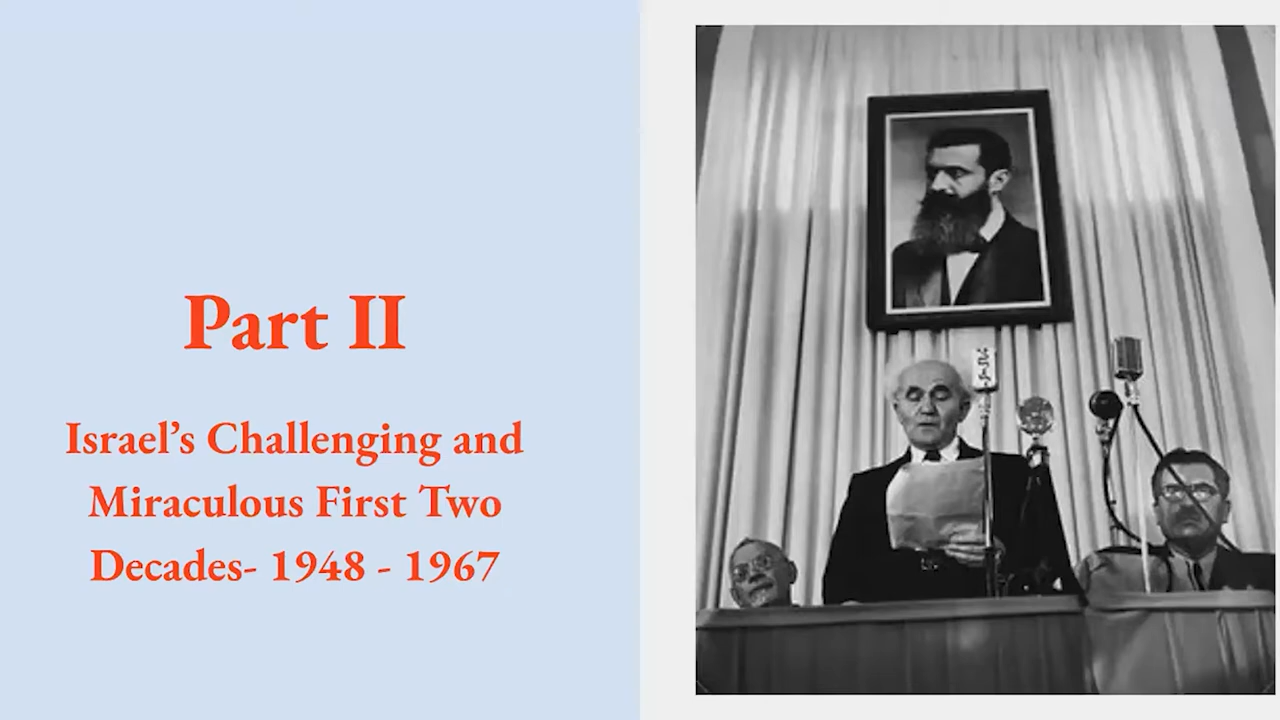 Part II
Israel’s Challenging and
Miraculous First Two
Decades- 1948 - 1967